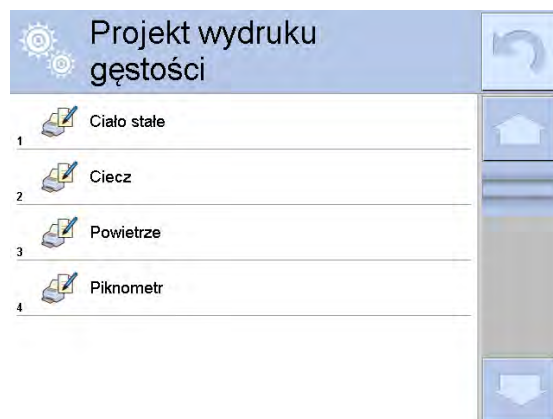 Projekt wydruku
gęstości
1 Ciało stałe
2 Ciecz
3 Powietrze
4 Piknometr